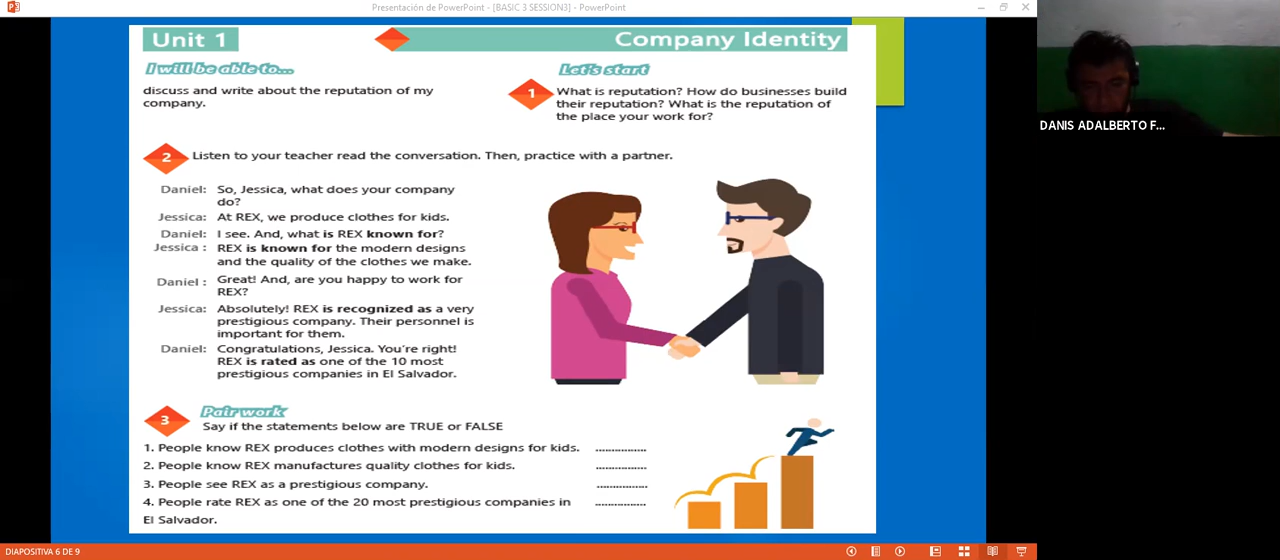 Presentación de PowerPoint - [BASIC 3 SESSION3] - PowerPoint
Unit 1
Company Identity
I will be able to...
discuss and write about the reputation of my
company.
Let's start
1
What is reputation? How do businesses build
their reputation? What is the reputation of
the place your work for?
2
Listen to your teacher read the conversation. Then, practice with a partner.
Daniel: So, Jessica, what does your company
do?
Jessica: At REX, we produce clothes for kids.
Daniel: I see. And, what is REX known for?
Jessica : REX is known for the modern designs
and the quality of the clothes we make.
Daniel : Great! And, are you happy to work for
REX?
Jessica: Absolutely! REX is recognized as a very
prestigious company. Their personnel is
important for them.
Daniel: Congratulations, Jessica. You're right!
REX is rated as one of the 10 most
prestigious companies in El Salvador.
3
Pair work
Say if the statements below are TRUE or FALSE
1. People know REX produces clothes with modern designs for kids. .................
2. People know REX manufactures quality clothes for kids. .................
3. People see REX as a prestigious company. .................
4. People rate REX as one of the 20 most prestigious companies in .................
El Salvador.
DANIS ADALBERTO F...
DIAPOSITIVA 6 DE 9